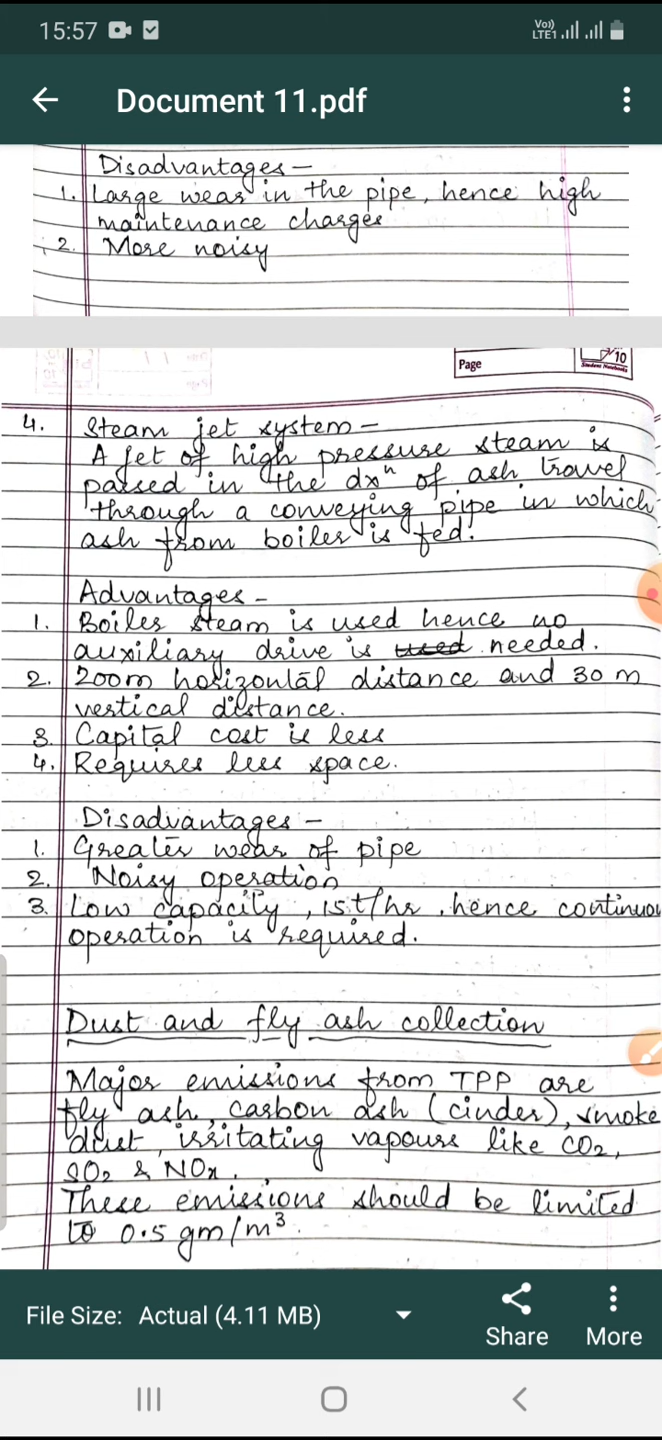 15:57
Vo)) LTE1
Document 11.pdf
Disadvantages –
1. Large wear in the pipe, hence high
maintenance charges
2. More noisy
Page
10
4. Steam jet system –
A jet of high pressure steam is
passed in the dxⁿ of ash travel
through a conveying pipe in which
ash from boiler is fed.
Advantages –
1. Boiler steam is used hence no
auxiliary drive is used needed.
2. 200m horizontal distance and 30 m
vertical distance.
3. Capital cost is less
4. Requires less space.
Disadvantages –
1. Greater wear of pipe
2. Noisy operation
3. Low capacity, 15t/hr, hence continuou
operation is required.
Dust and fly ash collection
Major emissions from TPP are
fly ash, carbon ash (cinder), smoke
dust, irritating vapours like CO₂,
SO₂ & NOx.
These emissions should be limited
to 0.5 gm/m³.
File Size: Actual (4.11 MB)
Share More